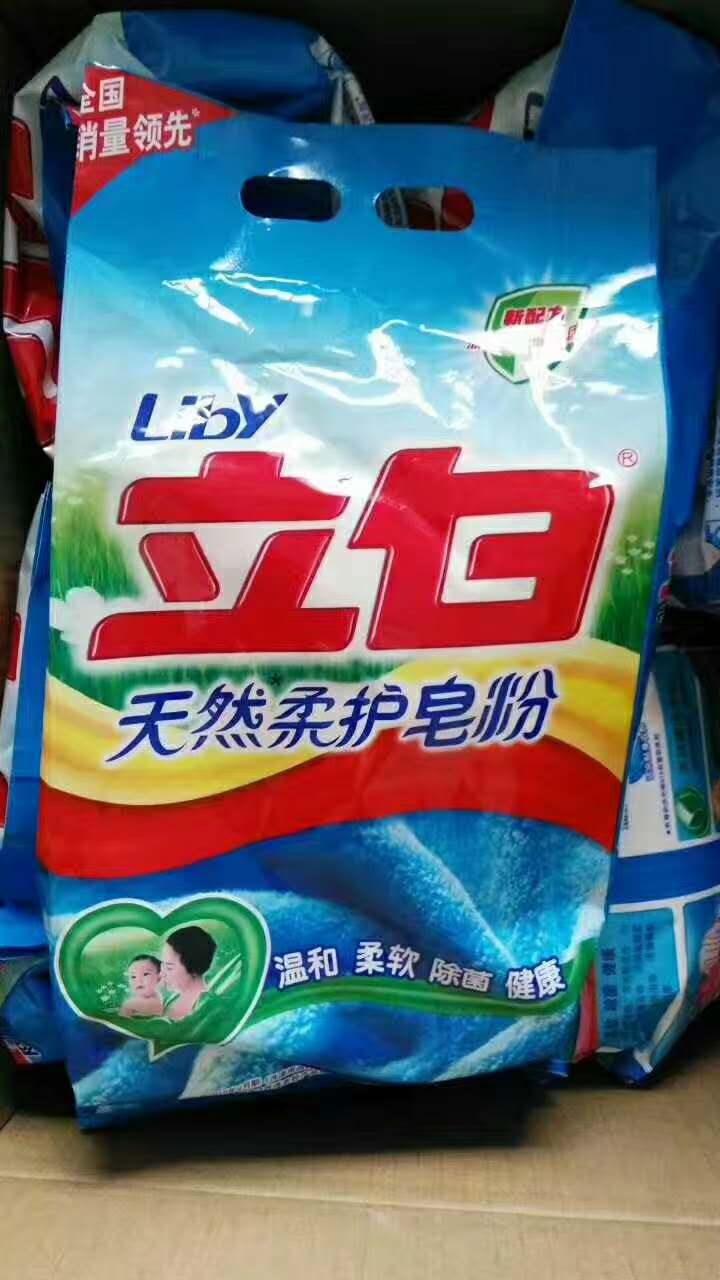 全国
销量领先*
新配方
Liby
立白®
天然柔护皂粉
温和 柔软 除菌 健康